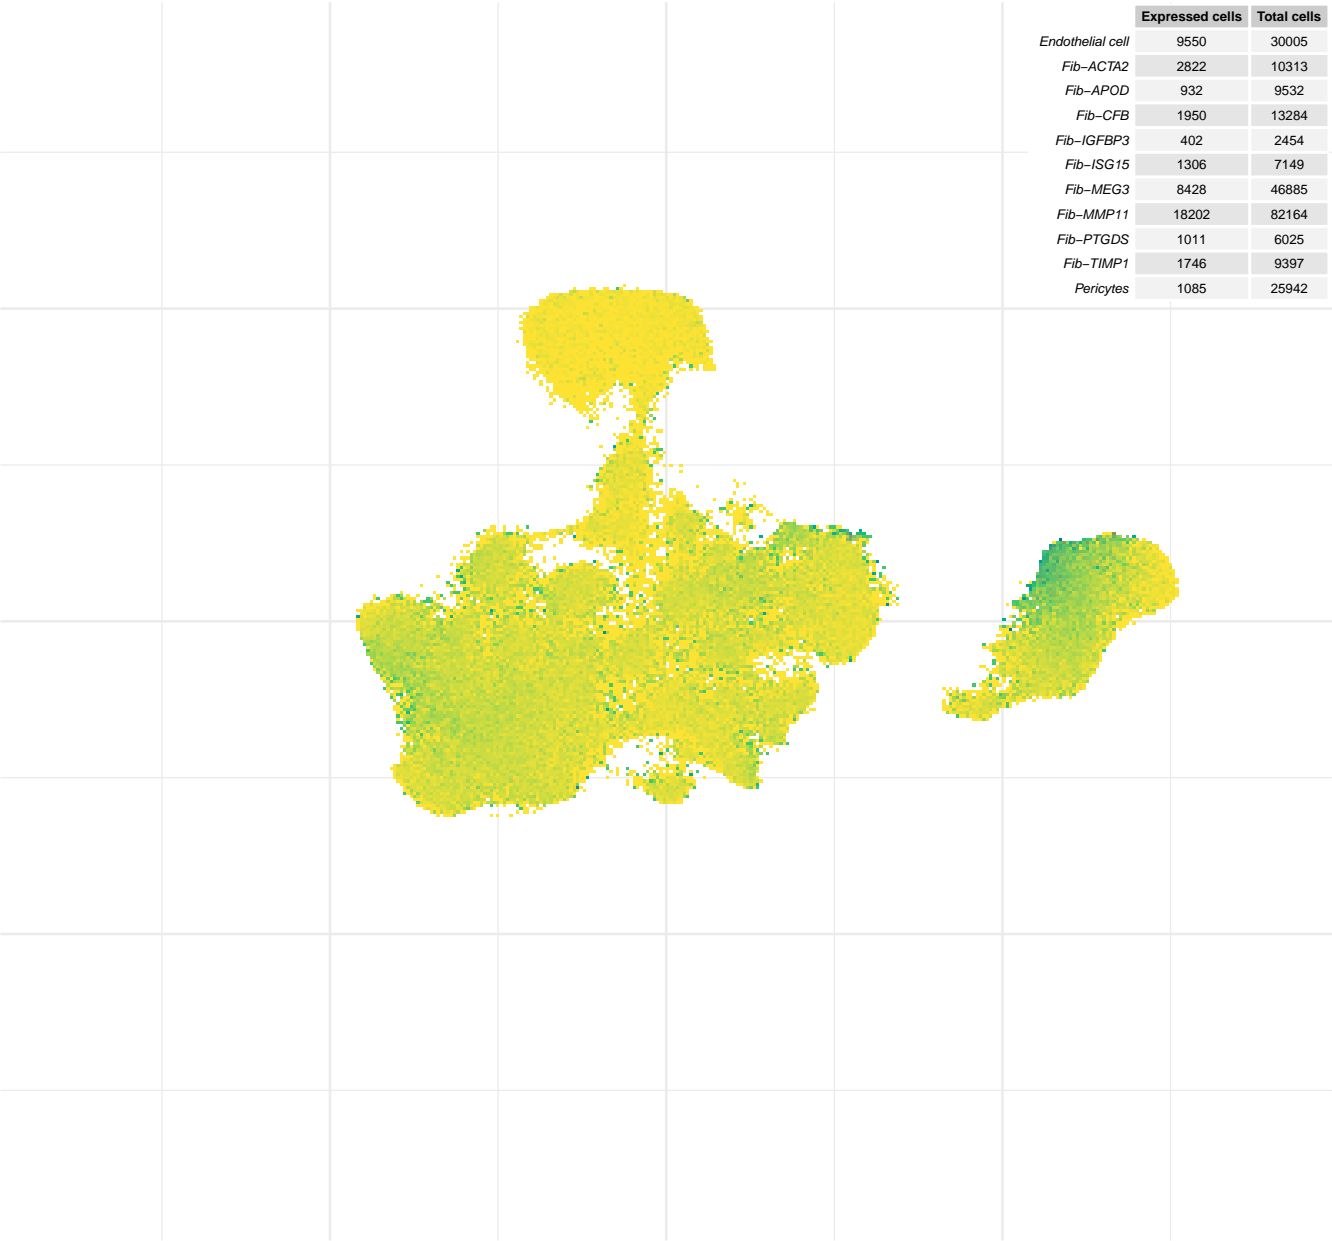 Expressed cells Total cells
Endothelial cell 9550 30005
Fib−ACTA2 2822 10313
Fib−APOD 932 9532
Fib−CFB 1950 13284
Fib−IGFBP3 402 2454
Fib−ISG15 1306 7149
Fib−MEG3 8428 46885
Fib−MMP11 18202 82164
Fib−PTGDS 1011 6025
Fib−TIMP1 1746 9397
Pericytes 1085 25942